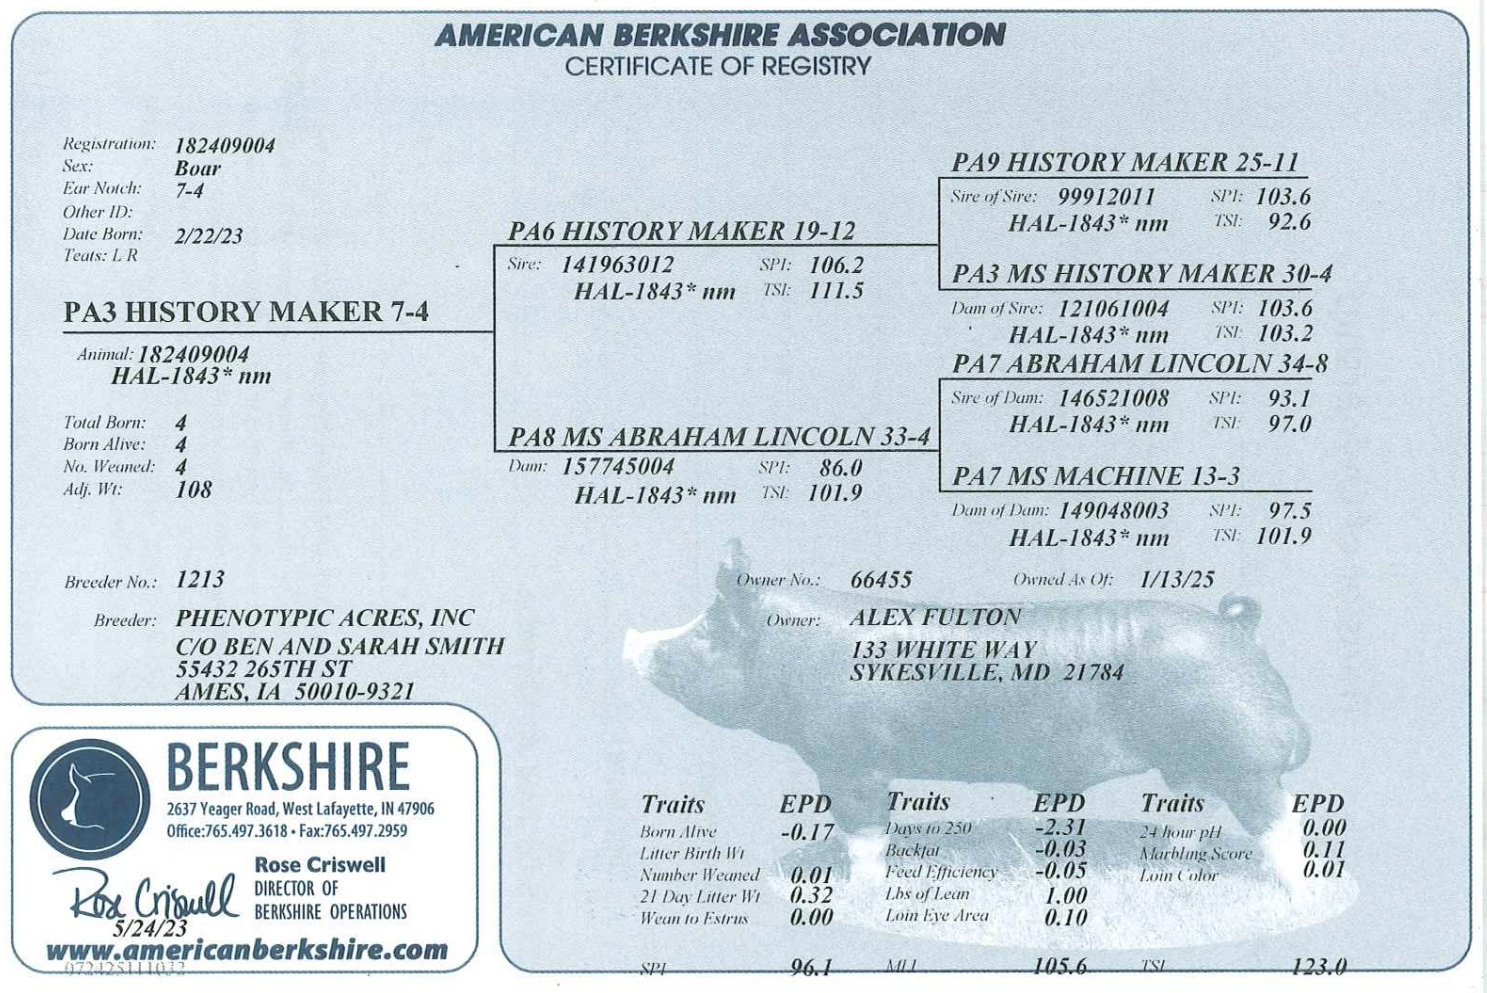 AMERICAN BERKSHIRE ASSOCIATION
CERTIFICATE OF REGISTRY
Registration: 182409004
Sex: Boar
Ear Notch: 7-4
Other ID:
Date Born: 2/22/23
Teats: L R
PA3 HISTORY MAKER 7-4
Animal: 182409004
HAL-1843* nm
Total Born: 4
Born Alive: 4
No. Weaned: 4
Adj. Wt: 108
PA6 HISTORY MAKER 19-12
Sire: 141963012 SPI: 106.2
HAL-1843* nm TSI: 111.5
PA8 MS ABRAHAM LINCOLN 33-4
Dam: 157745004 SPI: 86.0
HAL-1843* nm TSI: 101.9
PA9 HISTORY MAKER 25-11
Sire of Sire: 99912011 SPI: 103.6
HAL-1843* nm TSI: 92.6
PA3 MS HISTORY MAKER 30-4
Dam of Sire: 121061004 SPI: 103.6
HAL-1843* nm TSI: 103.2
PA7 ABRAHAM LINCOLN 34-8
Sire of Dam: 146521008 SPI: 93.1
HAL-1843* nm TSI: 97.0
PA7 MS MACHINE 13-3
Dam of Dam: 149048003 SPI: 97.5
HAL-1843* nm TSI: 101.9
Breeder No.: 1213
Breeder: PHENOTYPIC ACRES, INC
C/O BEN AND SARAH SMITH
55432 265TH ST
AMES, IA 50010-9321
Owner No.: 66455 Owned As Of: 1/13/25
Owner: ALEX FULTON
133 WHITE WAY
SYKESVILLE, MD 21784
BERKSHIRE
2637 Yeager Road, West Lafayette, IN 47906
Office:765.497.3618 • Fax:765.497.2959
Rose Criswell
DIRECTOR OF
BERKSHIRE OPERATIONS
Rose Criswell
5/24/23
www.americanberkshire.com
072425111032
Traits EPD Traits EPD Traits EPD
Born Alive -0.17 Days to 250 -2.31 24 hour pH 0.00
Litter Birth Wt Backfat -0.03 Marbling Score 0.11
Number Weaned 0.01 Feed Efficiency -0.05 Loin Color 0.01
21 Day Litter Wt 0.32 Lbs of Lean 1.00
Wean to Estrus 0.00 Loin Eye Area 0.10
SPI 96.1 MLI 105.6 TSI 123.0